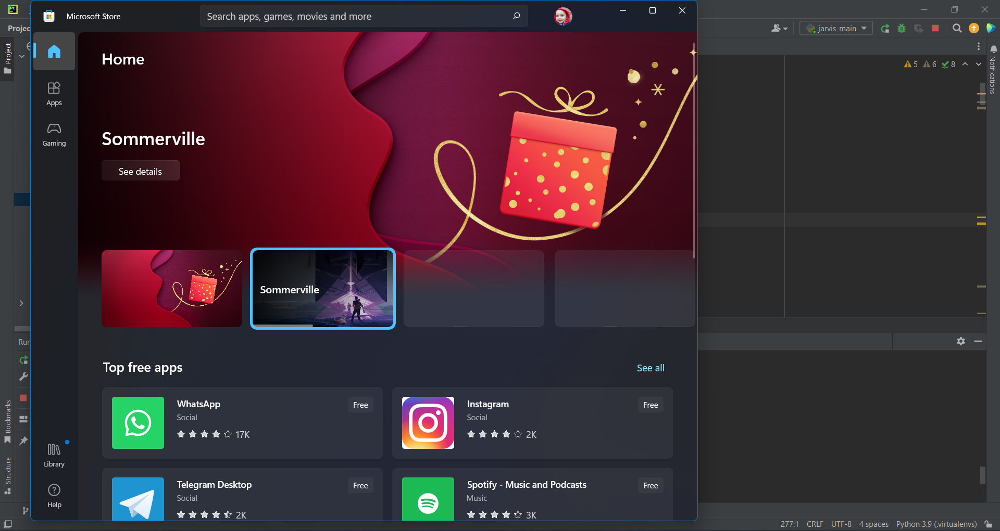 PC
Microsoft Store
Search apps, games, movies and more
Projec
jarvis_main
Project
Home
5 6 8
Notifications
Apps
Gaming
Sommerville
See details
Sommerville
Run
Top free apps
See all
WhatsApp
Free
Social
17K
Instagram
Free
Social
2K
Bookmarks
Library
Structure
Telegram Desktop
Free
Social
2K
Spotify - Music and Podcasts
Free
Music
3K
Help
277:1 CRLF UTF-8 4 spaces Python 3.9 (.virtualenvs)